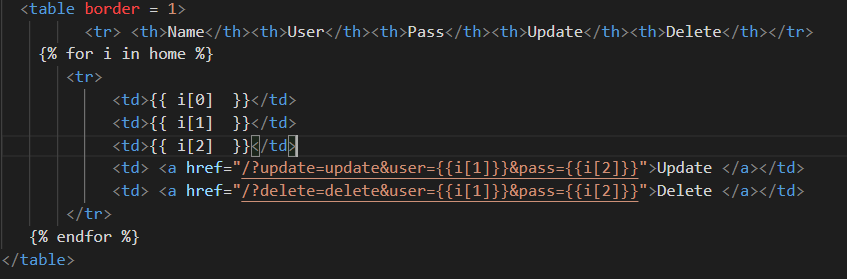 <table border = 1>
<tr> <th>Name</th><th>User</th><th>Pass</th><th>Update</th><th>Delete</th></tr>
{% for i in home %}
<tr>
<td>{{ i[0]  }}</td>
<td>{{ i[1]  }}</td>
<td>{{ i[2]  }}</td>
<td> <a href="/?update=update&user={{i[1]}}&pass={{i[2]}}">Update </a></td>
<td> <a href="/?delete=delete&user={{i[1]}}&pass={{i[2]}}">Delete </a></td>
</tr>
{% endfor %}
</table>